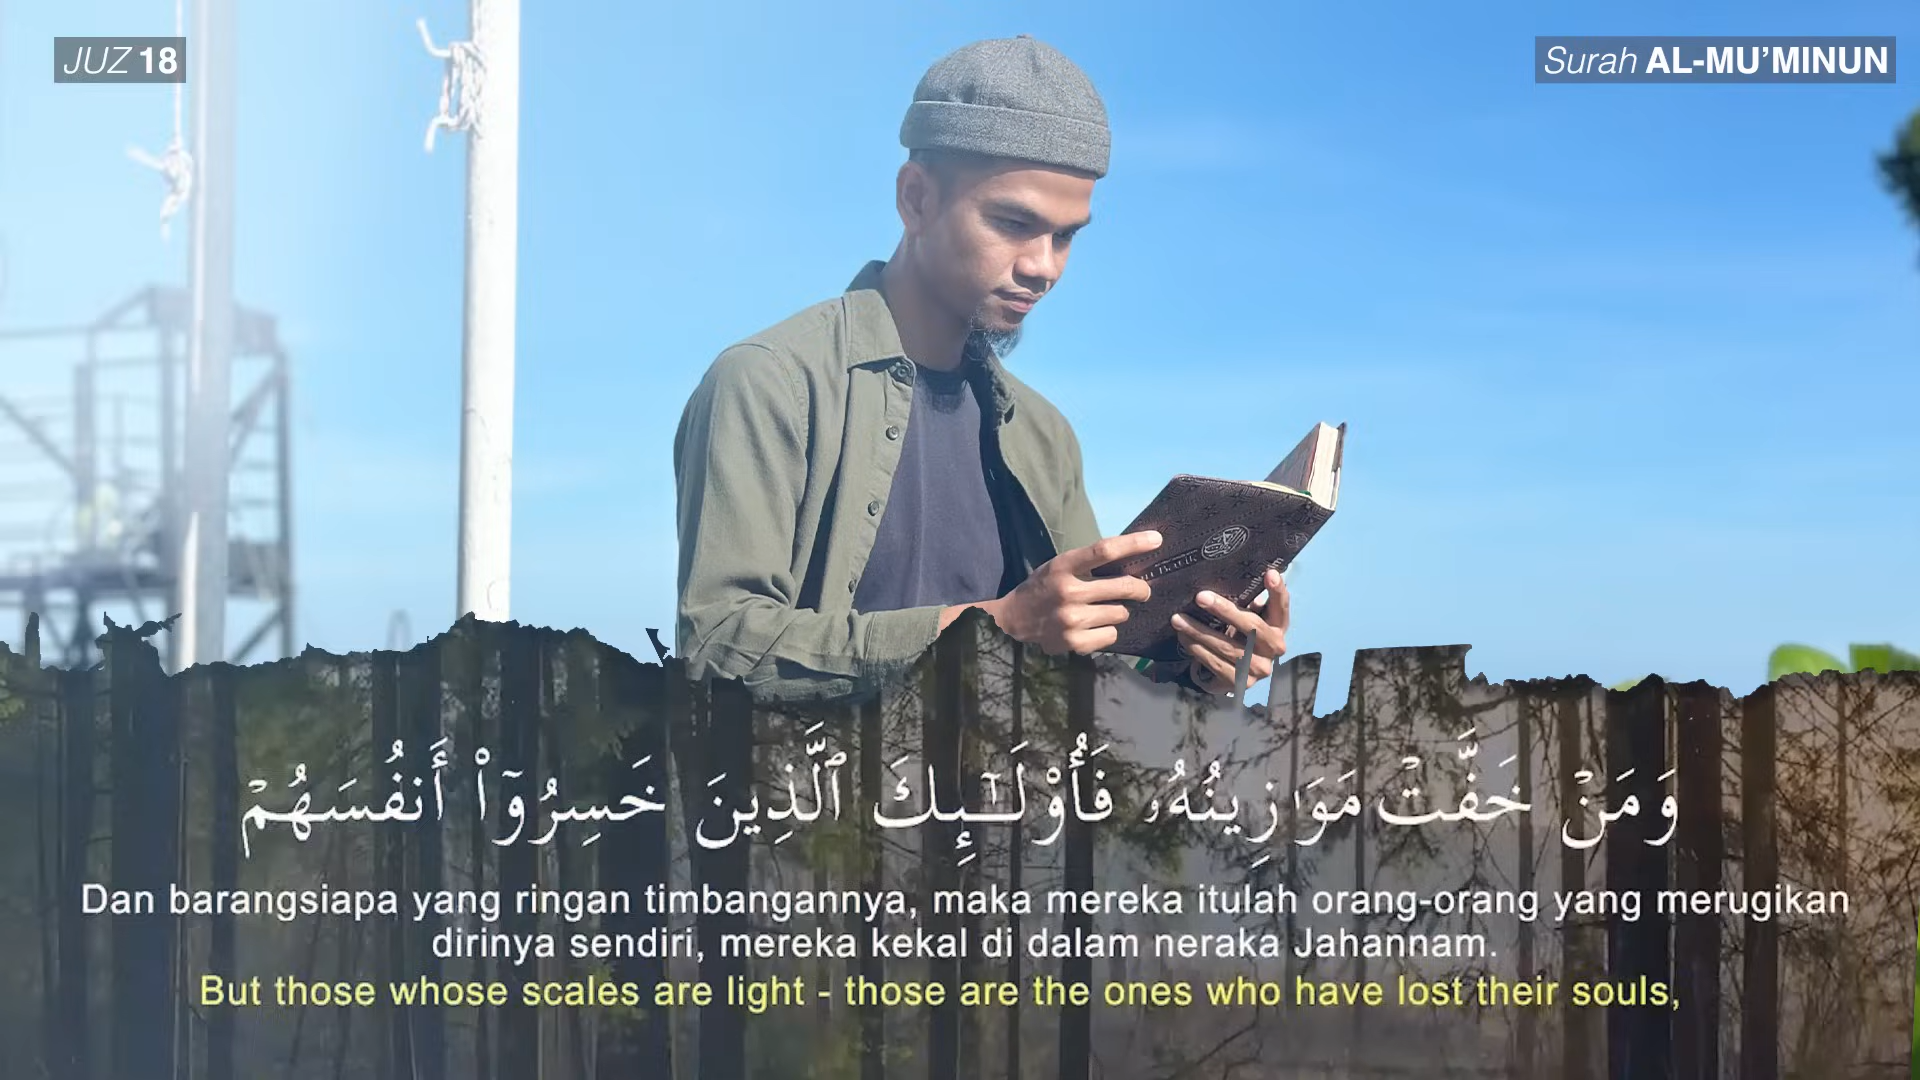 JUZ 18
Surah AL-MU’MINUN
وَمَنْ خَفَّتْ مَوَٰزِينُهُۥ فَأُو۟لَـٰٓئِكَ ٱلَّذِينَ خَسِرُوٓا۟ أَنفُسَهُمْ
Dan barangsiapa yang ringan timbangannya, maka mereka itulah orang-orang yang merugikan
dirinya sendiri, mereka kekal di dalam neraka Jahannam.
But those whose scales are light - those are the ones who have lost their souls,